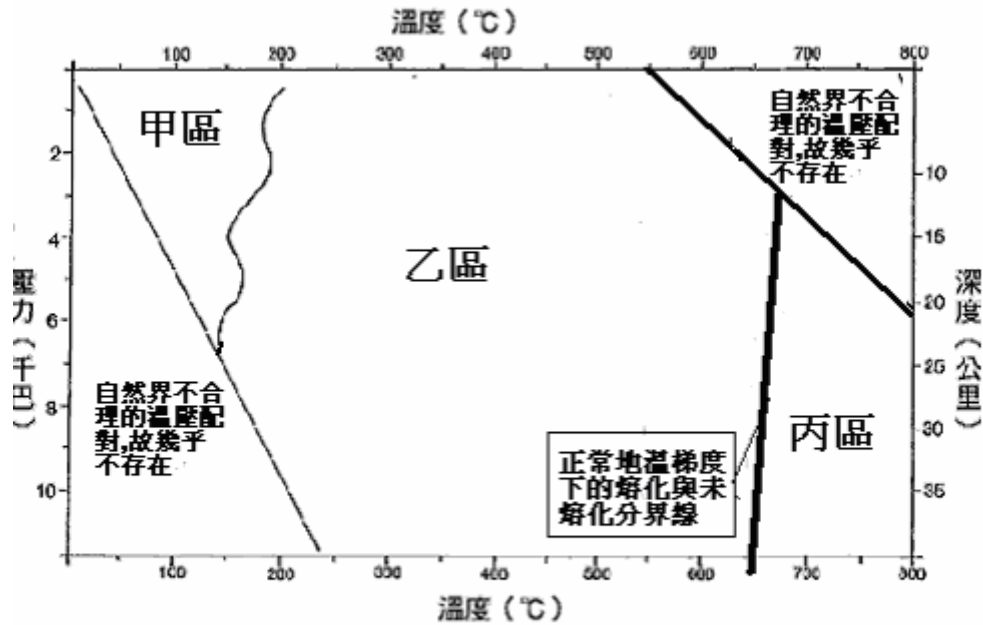 溫度(℃)
100 200 300 400 500 600 700 800
甲區
自然界不合
理的溫壓配
對,故幾乎
不存在
2
4
6
8
10
壓力(千巴)
乙區
10
15
20
25
30
35
深度(公里)
自然界不合
理的溫壓配
對,故幾乎
不存在
丙區
正常地溫梯度
下的熔化與未
熔化分界線
100 200 300 400 500 600 700 800
溫度(℃)